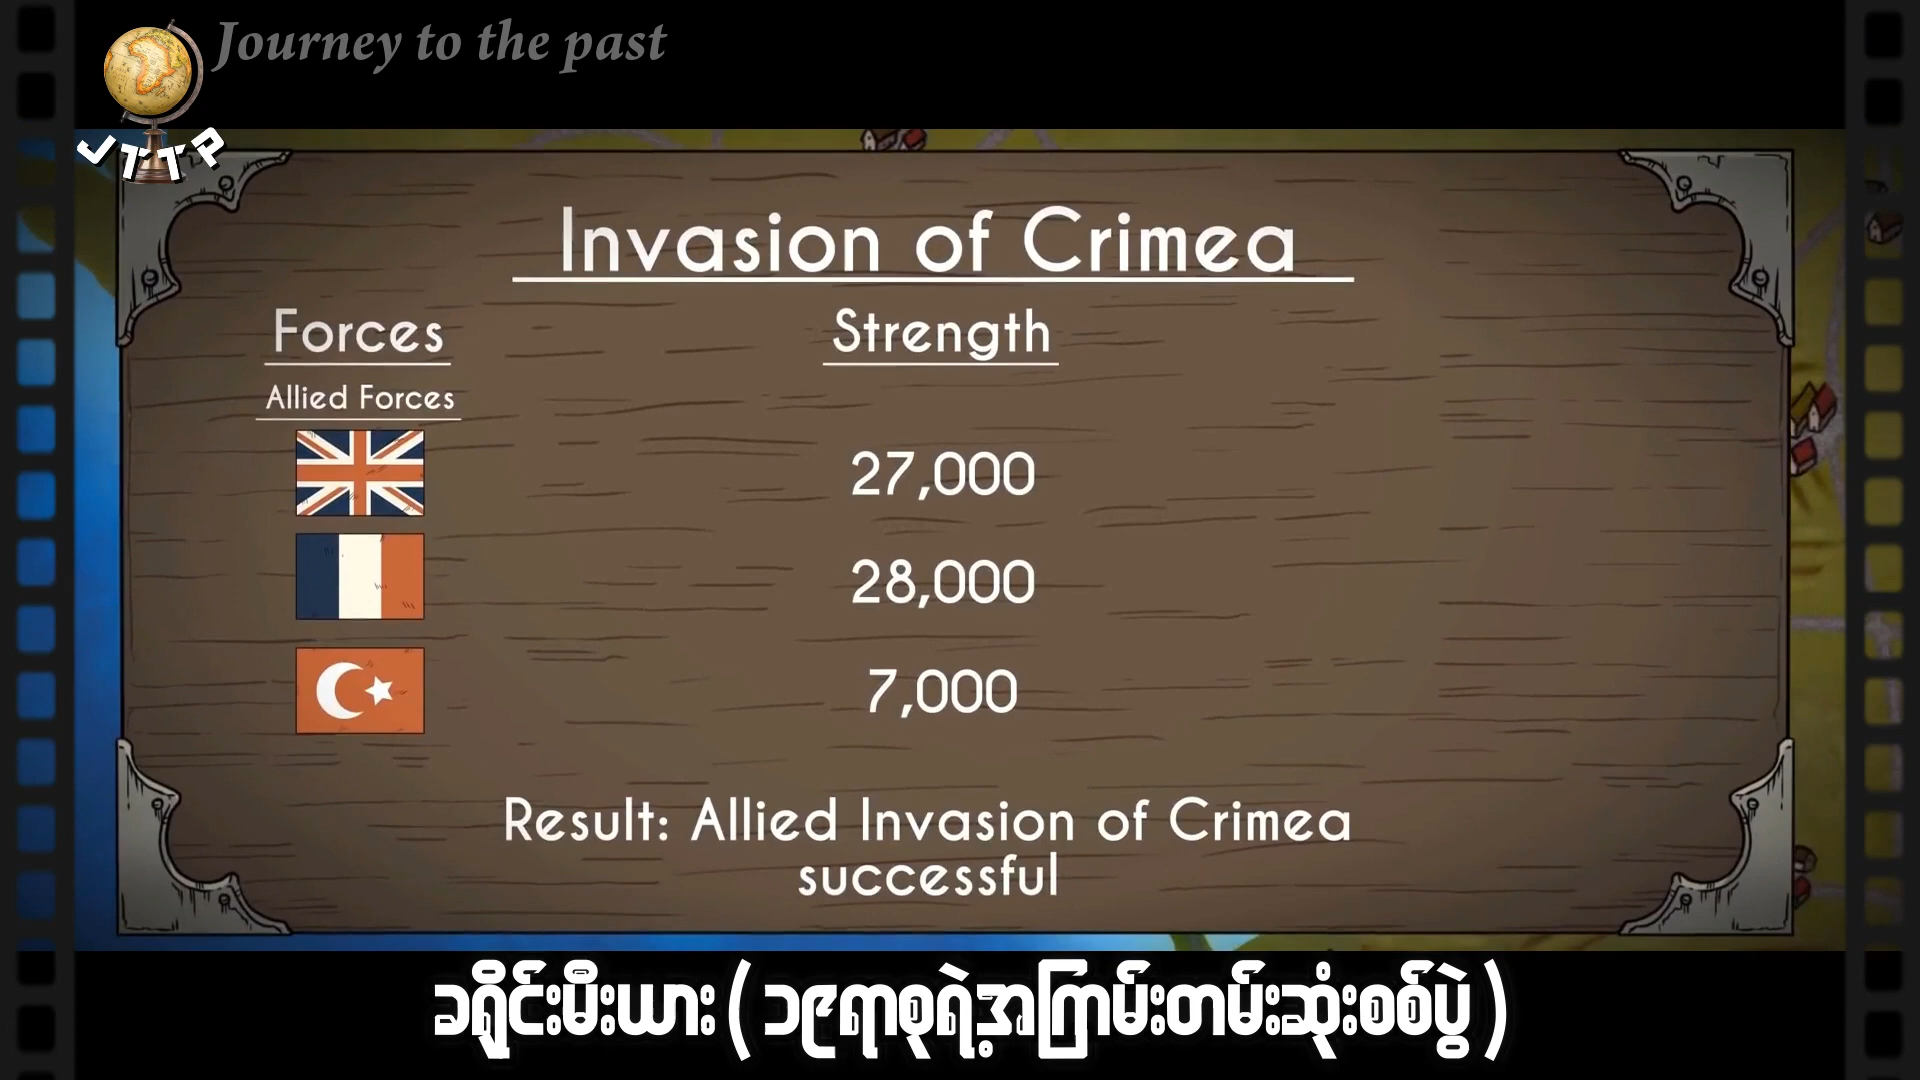 Journey to the past
JTTP
Invasion of Crimea
Forces
Strength
Allied Forces
27,000
28,000
7,000
Result: Allied Invasion of Crimea
successful
ခရိုင်းမီးယား ( ၁၉ရာစုရဲ့အကြမ်းတမ်းဆုံးစစ်ပွဲ )